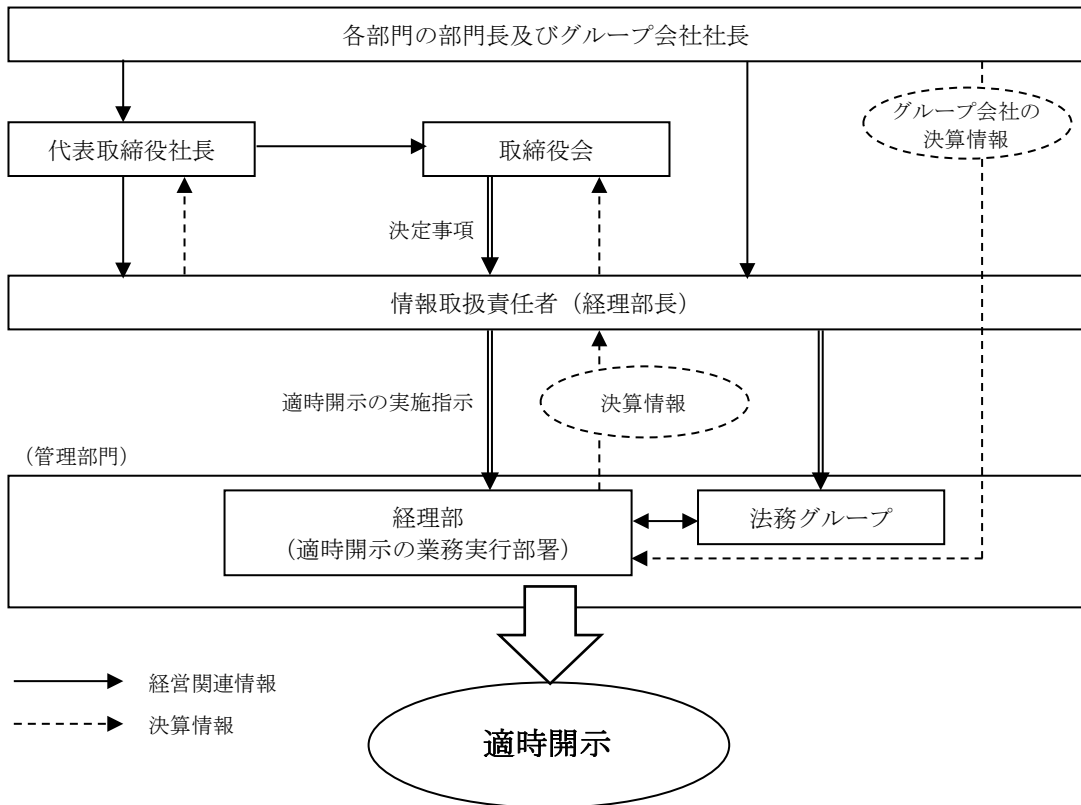 各部門の部門長及びグループ会社社長
グループ会社の
決算情報
代表取締役社長
取締役会
決定事項
情報取扱責任者（経理部長）
適時開示の実施指示
決算情報
（管理部門）
経理部
（適時開示の業務実行部署）
法務グループ
経営関連情報
決算情報
適時開示